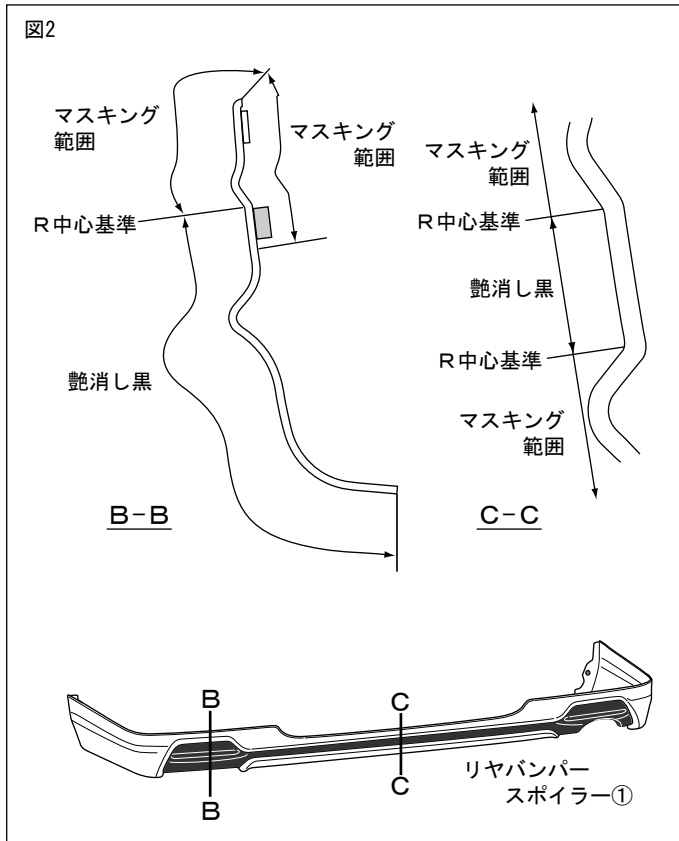 図2
マスキング
範囲
マスキング
範囲
R中心基準
艶消し黒
B-B
マスキング
範囲
R中心基準
艶消し黒
R中心基準
マスキング
範囲
C-C
B
B
C
C
リヤバンパー
スポイラー①